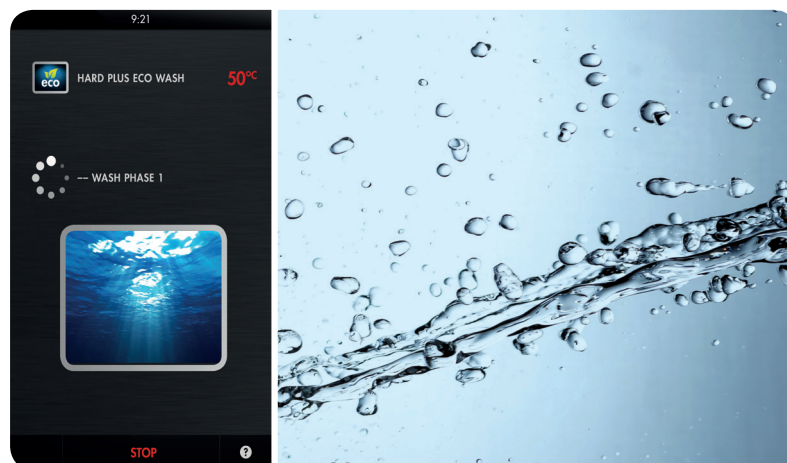 9:21
eco
HARD PLUS ECO WASH
50°C
-- WASH PHASE 1
STOP
?